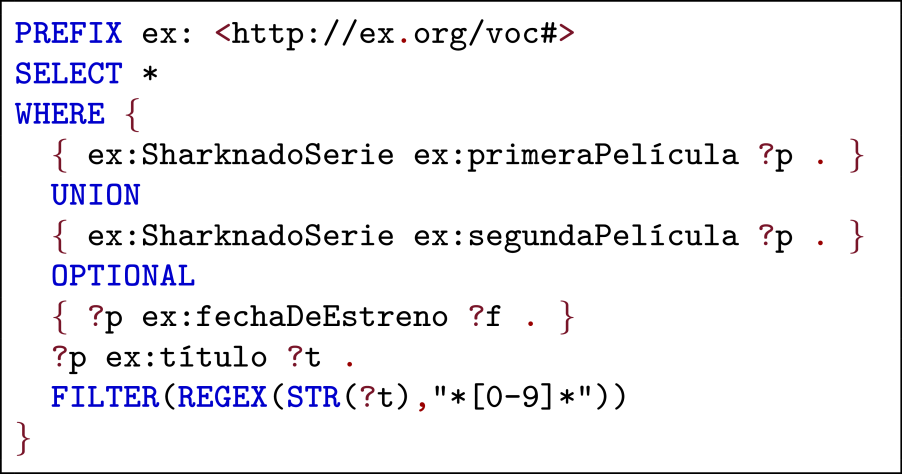 PREFIX ex: <http://ex.org/voc#>
SELECT *
WHERE {
{ ex:SharknadoSerie ex:primeraPelícula ?p . }
UNION
{ ex:SharknadoSerie ex:segundaPelícula ?p . }
OPTIONAL
{ ?p ex:fechaDeEstreno ?f . }
?p ex:título ?t .
FILTER(REGEX(STR(?t),"*[0-9]*"))
}